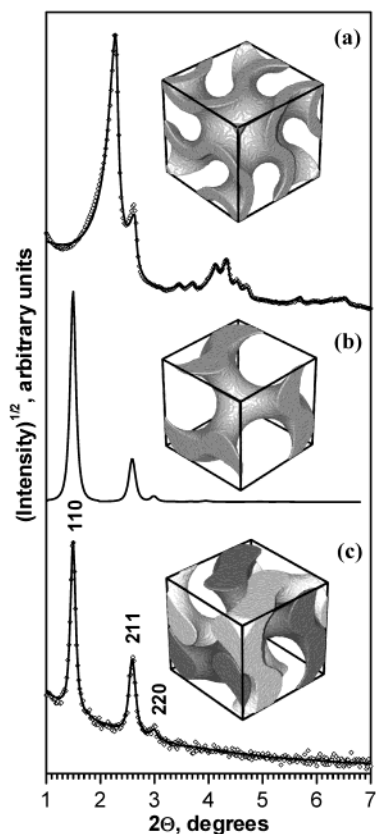 (a)
(b)
(c)
(Intensity)^1/2, arbitrary units
110
211
220
1 2 3 4 5 6 7
2Θ, degrees